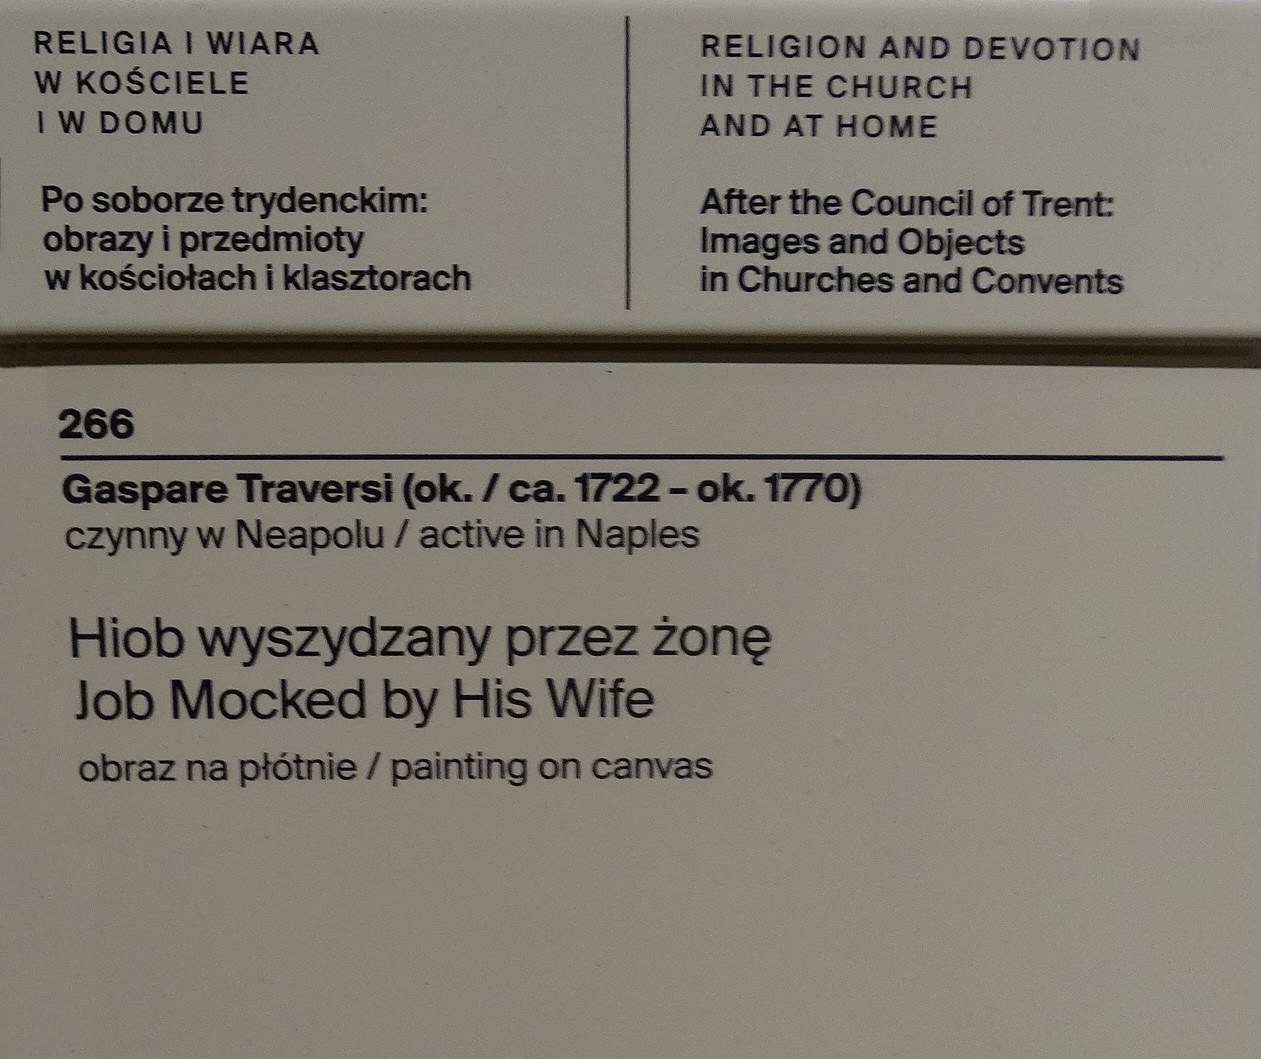 RELIGIA I WIARA
W KOŚCIELE
I W DOMU
Po soborze trydenckim:
obrazy i przedmioty
w kościołach i klasztorach
RELIGION AND DEVOTION
IN THE CHURCH
AND AT HOME
After the Council of Trent:
Images and Objects
in Churches and Convents
266
Gaspare Traversi (ok. / ca. 1722 – ok. 1770)
czynny w Neapolu / active in Naples
Hiob wyszydzany przez żonę
Job Mocked by His Wife
obraz na płótnie / painting on canvas